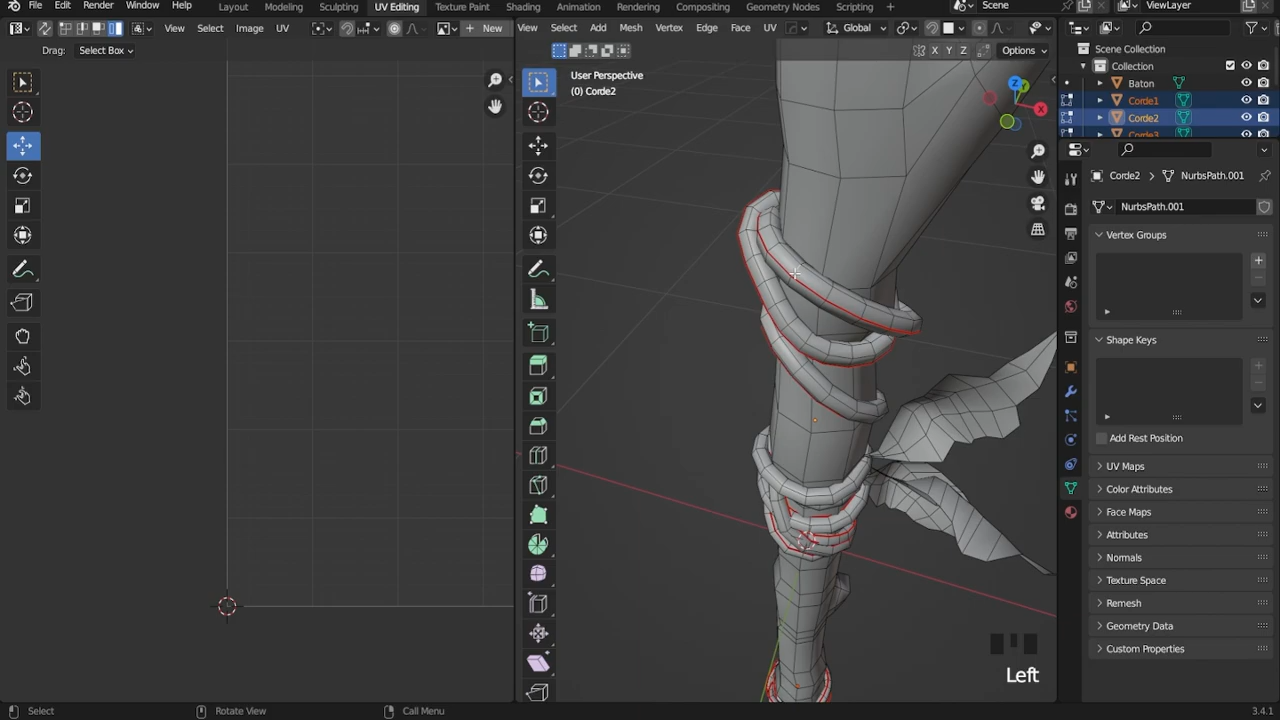 File Edit Render Window Help Layout Modeling Sculpting UV Editing Texture Paint Shading Animation Rendering Compositing Geometry Nodes Scripting + Scene ViewLayer
View Select Image UV + New View Select Add Mesh Vertex Edge Face UV Global
Drag: Select Box X Y Z Options
Scene Collection
Collection
Baton
Corde1
Corde2
Corde3
User Perspective
(0) Corde2
Corde2 > NurbsPath.001
NurbsPath.001
Vertex Groups
Shape Keys
Add Rest Position
UV Maps
Color Attributes
Face Maps
Attributes
Normals
Texture Space
Remesh
Geometry Data
Custom Properties
Left
Select Rotate View Call Menu 3.4.1